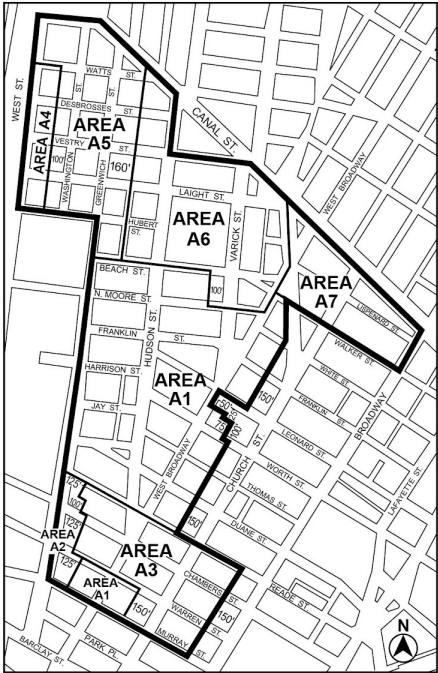 WEST ST.
WATTS ST.
ST.
DESBROSSES ST.
CANAL ST.
AREA A4
AREA
A5
VESTRY ST.
100'
WASHINGTON
GREENWICH
160'
WEST BROADWAY
LAIGHT ST.
HUBERT
ST.
AREA
A6
VARICK ST.
BEACH ST.
100'
AREA
A7
N. MOORE ST.
LISPENARD ST.
HUDSON ST.
FRANKLIN ST.
WALKER ST.
HARRISON ST.
AREA
A1
WHITE ST.
150'
50'
75'
100'
FRANKLIN ST.
BROADWAY
JAY ST.
LEONARD ST.
CHURCH ST.
WEST BROADWAY
WORTH ST.
LAFAYETTE ST.
THOMAS ST.
125'
100'
150'
DUANE ST.
125'
AREA
A2
AREA
A3
125'
AREA
A1
CHAMBERS ST.
READE ST.
150'
WARREN ST.
150'
MURRAY ST.
PARK PL.
BARCLAY ST.
N